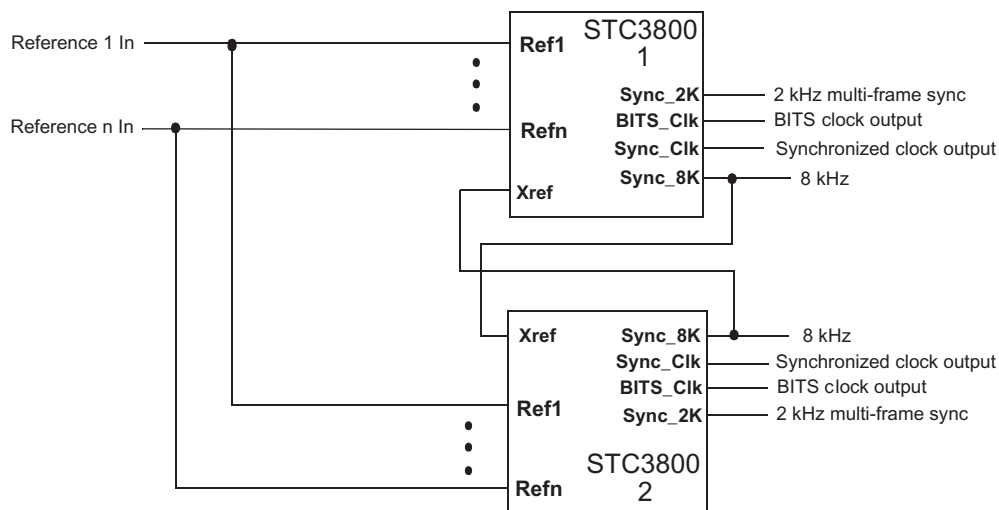 Reference 1 In
Ref1
STC3800
1
Sync_2K
2 kHz multi-frame sync
Reference n In
Refn
BITS_Clk
BITS clock output
Sync_Clk
Synchronized clock output
Xref
Sync_8K
8 kHz
Xref
Sync_8K
8 kHz
Sync_Clk
Synchronized clock output
BITS_Clk
BITS clock output
Ref1
Sync_2K
2 kHz multi-frame sync
STC3800
2
Refn